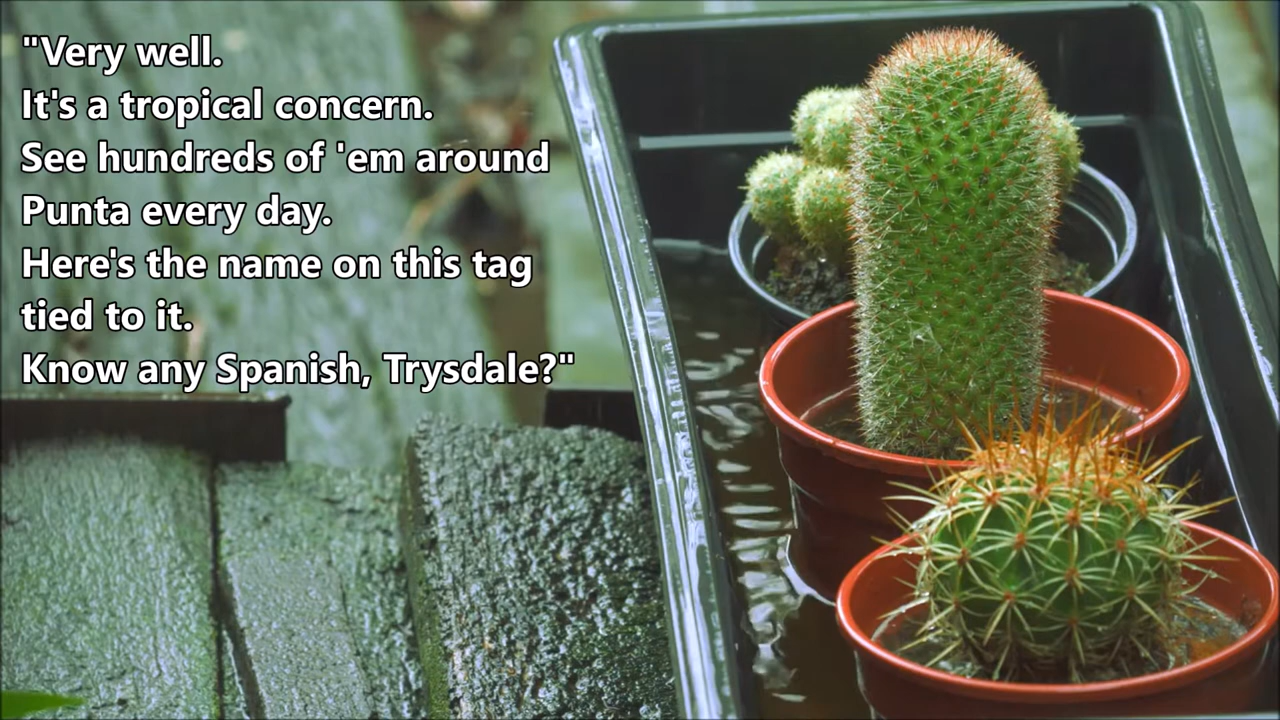 "Very well.
It's a tropical concern.
See hundreds of 'em around
Punta every day.
Here's the name on this tag
tied to it.
Know any Spanish, Trysdale?"